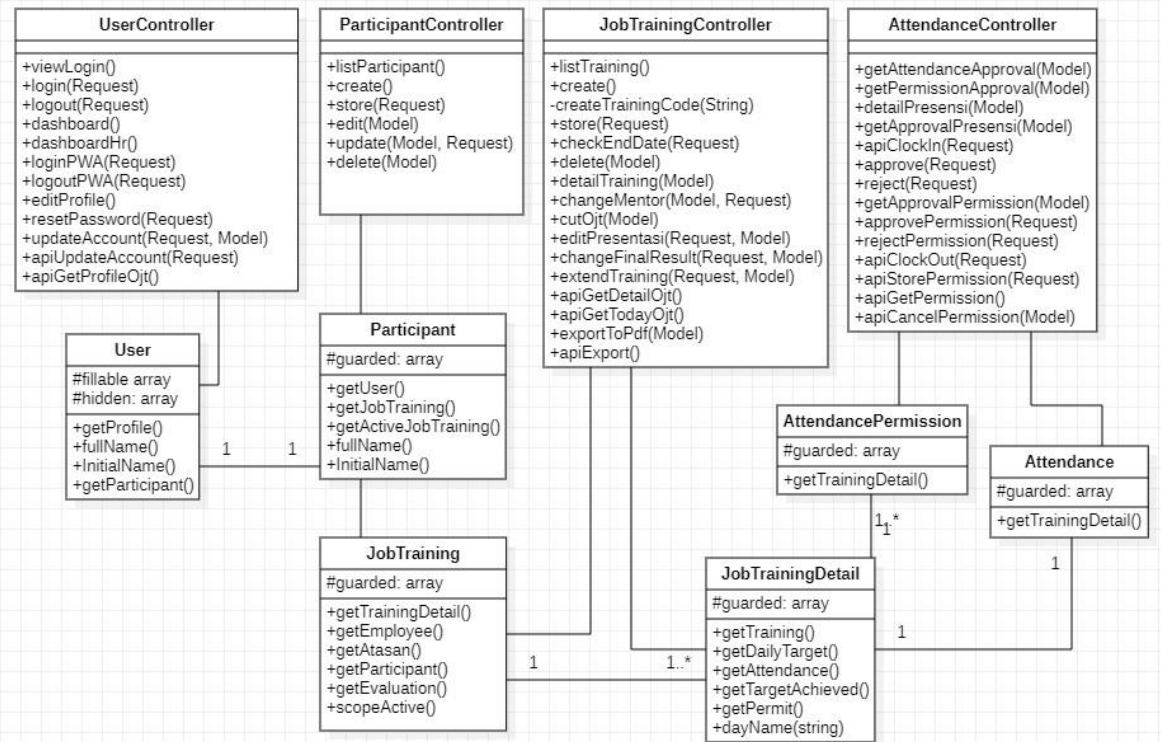 UserController
+viewLogin()
+login(Request)
+logout(Request)
+dashboard()
+dashboardHr()
+loginPWA(Request)
+logoutPWA(Request)
+editProfile()
+resetPassword(Request)
+updateAccount(Request, Model)
+apiUpdateAccount(Request)
+apiGetProfileOjt()
ParticipantController
+listParticipant()
+create()
+store(Request)
+edit(Model)
+update(Model, Request)
+delete(Model)
JobTrainingController
+listTraining()
+create()
-createTrainingCode(String)
+store(Request)
+checkEndDate(Request)
+delete(Model)
+detailTraining(Model)
+changeMentor(Model, Request)
+cutOjt(Model)
+editPresentasi(Request, Model)
+changeFinalResult(Request, Model)
+extendTraining(Request, Model)
+apiGetDetailOjt()
+apiGetTodayOjt()
+exportToPdf(Model)
+apiExport()
AttendanceController
+getAttendanceApproval(Model)
+getPermissionApproval(Model)
+detailPresensi(Model)
+getApprovalPresensi(Model)
+apiClockIn(Request)
+approve(Request)
+reject(Request)
+getApprovalPermission(Model)
+approvePermission(Request)
+rejectPermission(Request)
+apiClockOut(Request)
+apiStorePermission(Request)
+apiGetPermission()
+apiCancelPermission(Model)
User
#fillable array
#hidden: array
+getProfile()
+fullName()
+InitialName()
+getParticipant()
1
1
Participant
#guarded: array
+getUser()
+getJobTraining()
+getActiveJobTraining()
+fullName()
+InitialName()
AttendancePermission
#guarded: array
+getTrainingDetail()
Attendance
#guarded: array
+getTrainingDetail()
1..*
1
1
JobTraining
#guarded: array
+getTrainingDetail()
+getEmployee()
+getAtasan()
+getParticipant()
+getEvaluation()
+scopeActive()
1
1..*
JobTrainingDetail
#guarded: array
+getTraining()
+getDailyTarget()
+getAttendance()
+getTargetAchieved()
+getPermit()
+dayName(string)
1